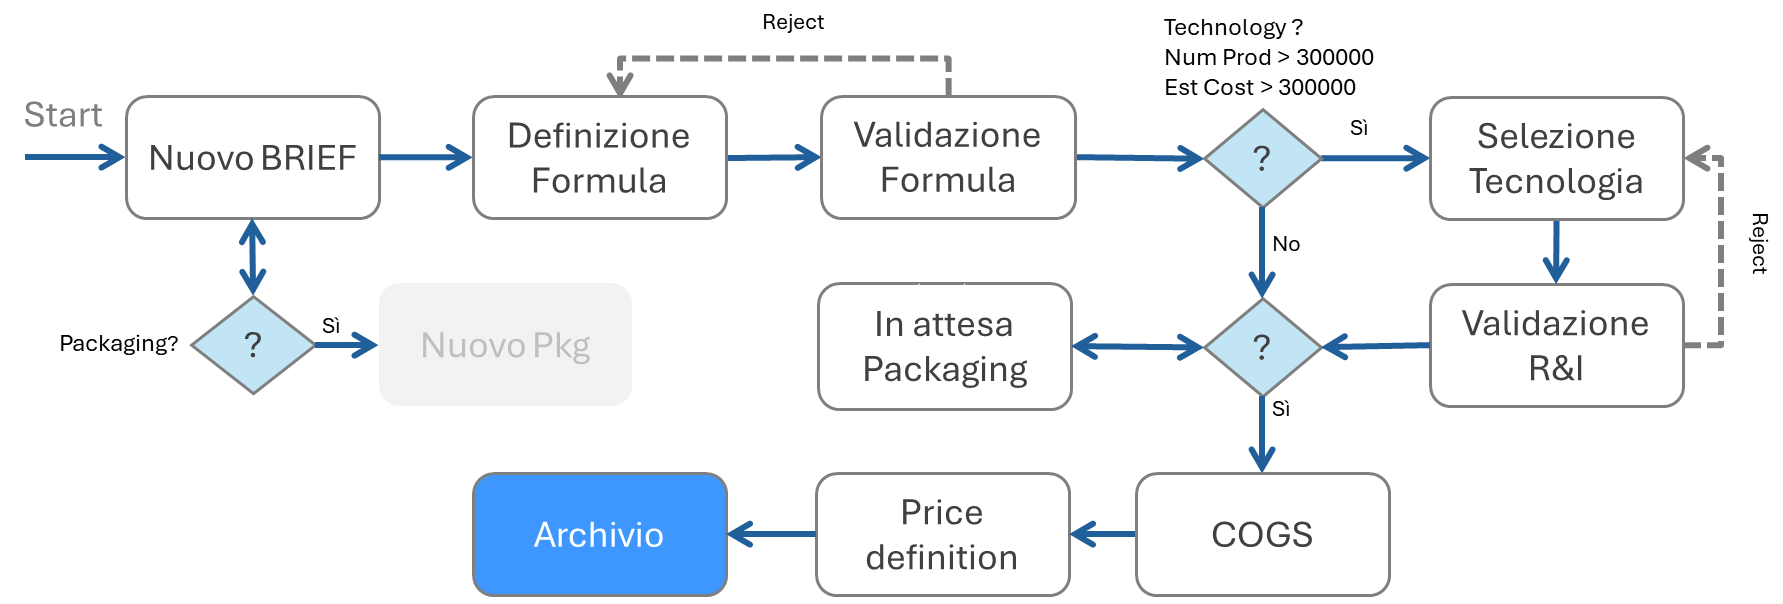 Reject
Technology ?
Num Prod > 300000
Est Cost > 300000
Start
Nuovo BRIEF
Definizione
Formula
Validazione
Formula
?
Sì
Selezione
Tecnologia
Reject
No
Packaging?
?
Sì
Nuovo Pkg
In attesa
Packaging
?
Validazione
R&I
Sì
Archivio
Price
definition
COGS